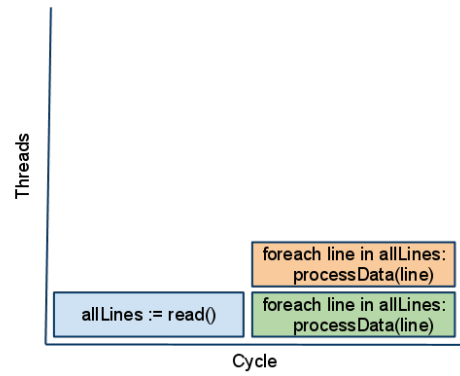 Threads
foreach line in allLines:
processData(line)
allLines := read()
foreach line in allLines:
processData(line)
Cycle